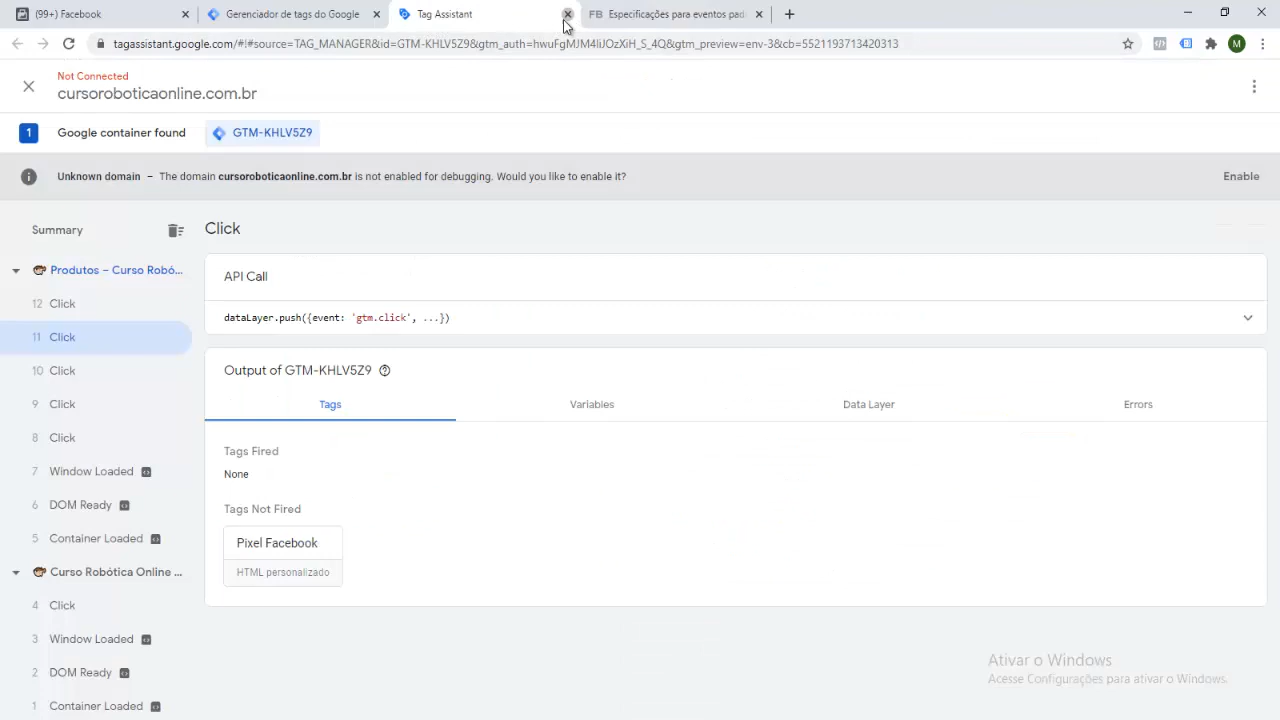 (99+) Facebook
Gerenciador de tags do Google
Tag Assistant
FB Especificações para eventos pad
tagassistant.google.com/#!#source=TAG_MANAGER&id=GTM-KHLV5Z9&gtm_auth=hwuFgMJM4liJOzXiH_S_4Q&gtm_preview=env-3&cb=5521193713420313
M
Not Connected
cursoroboticaonline.com.br
1 Google container found GTM-KHLV5Z9
Unknown domain – The domain cursoroboticaonline.com.br is not enabled for debugging. Would you like to enable it? Enable
Summary
Produtos – Curso Robó...
12 Click
11 Click
10 Click
9 Click
8 Click
7 Window Loaded
6 DOM Ready
5 Container Loaded
Curso Robótica Online ...
4 Click
3 Window Loaded
2 DOM Ready
1 Container Loaded
Click
API Call
dataLayer.push({event: 'gtm.click', ...})
Output of GTM-KHLV5Z9
Tags Variables Data Layer Errors
Tags Fired
None
Tags Not Fired
Pixel Facebook
HTML personalizado
Ativar o Windows
Acesse Configurações para ativar o Windows.